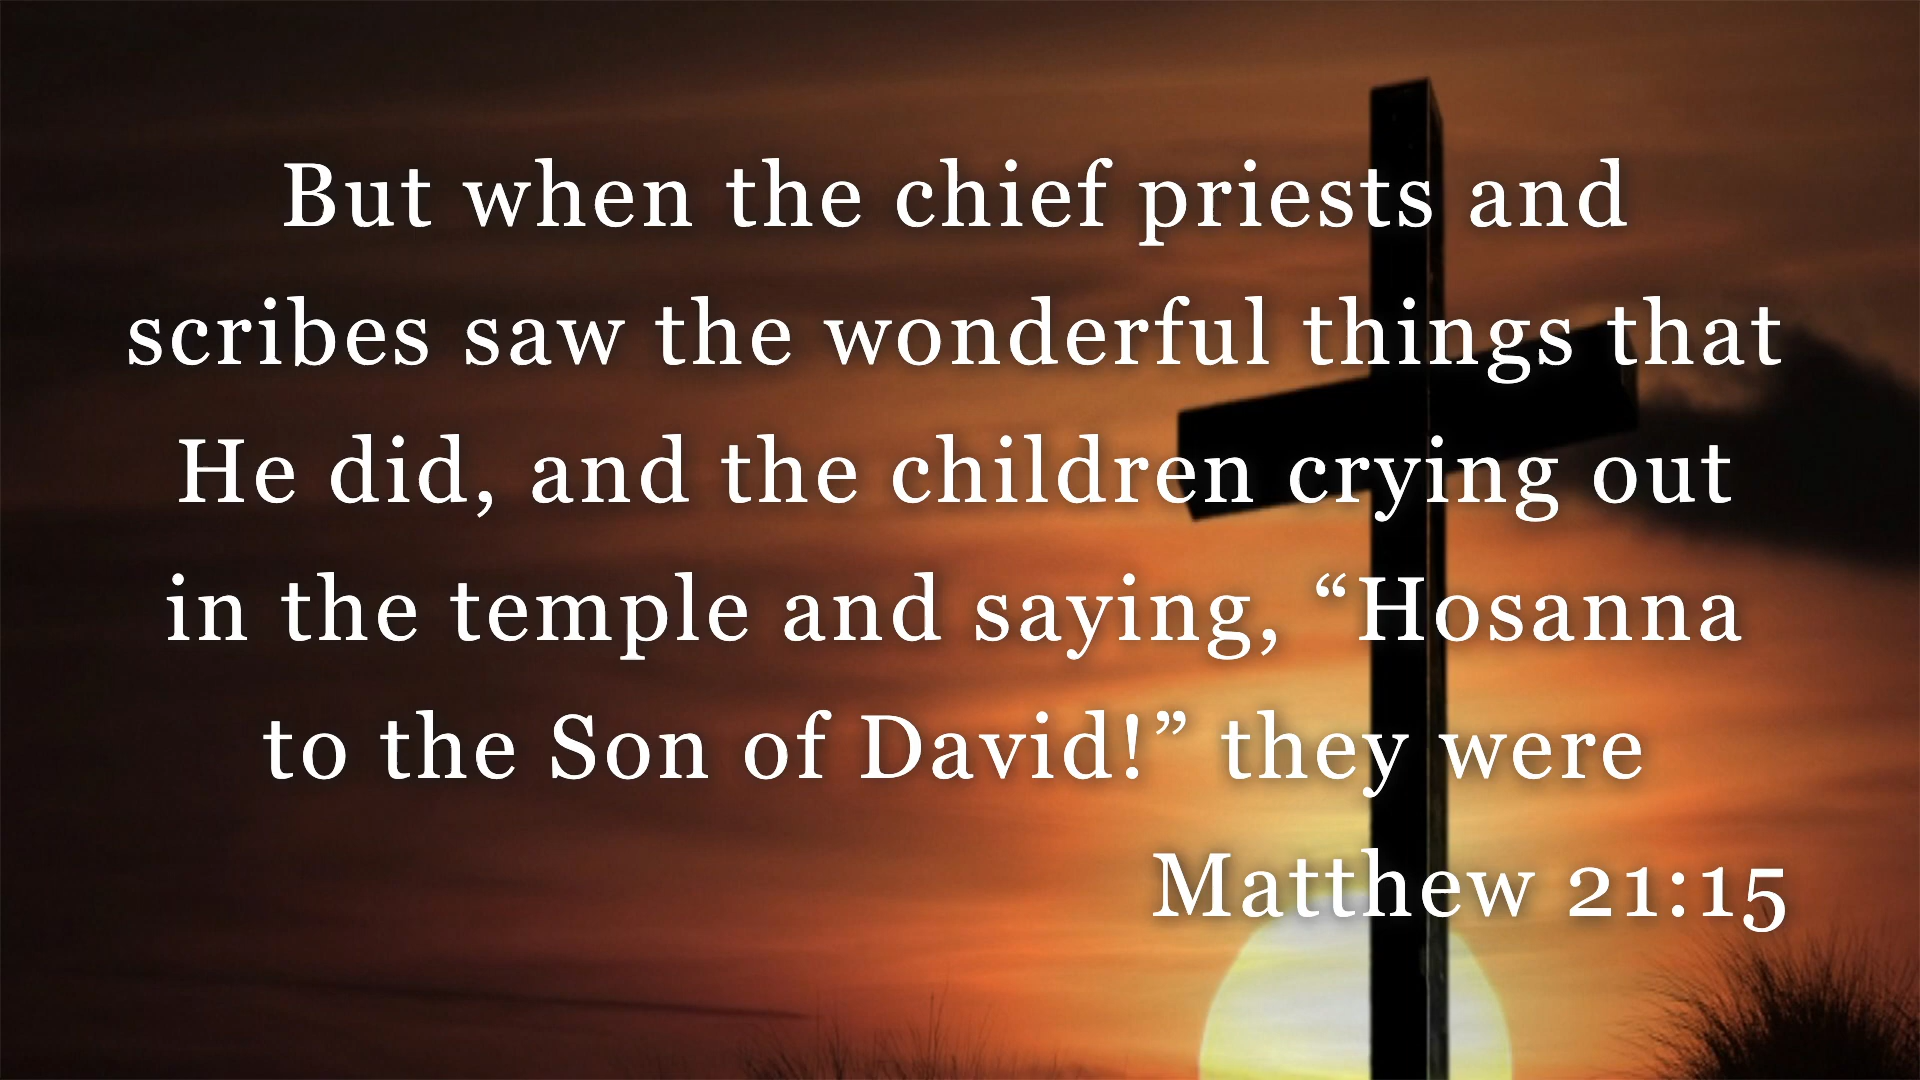 But when the chief priests and
scribes saw the wonderful things that
He did, and the children crying out
in the temple and saying, “Hosanna
to the Son of David!” they were
Matthew 21:15